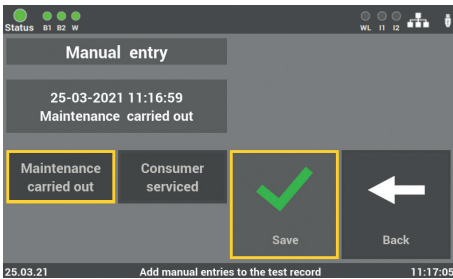 Status B1 B2 W WL I1 I2
Manual entry
25-03-2021 11:16:59
Maintenance carried out
Maintenance
carried out
Consumer
serviced
Save
Back
25.03.21 Add manual entries to the test record 11:17:05